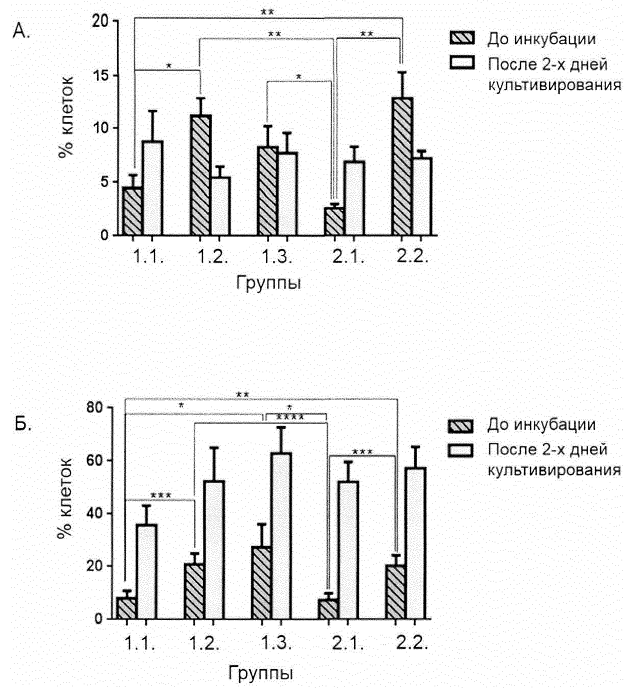 А.
**
** **
* *
% клеток
20
15
10
5
0
1.1. 1.2. 1.3. 2.1. 2.2.
Группы
До инкубации
После 2-х дней
культивирования
Б.
**
* *
****
***
***
% клеток
80
60
40
20
0
1.1. 1.2. 1.3. 2.1. 2.2.
Группы
До инкубации
После 2-х дней
культивирования